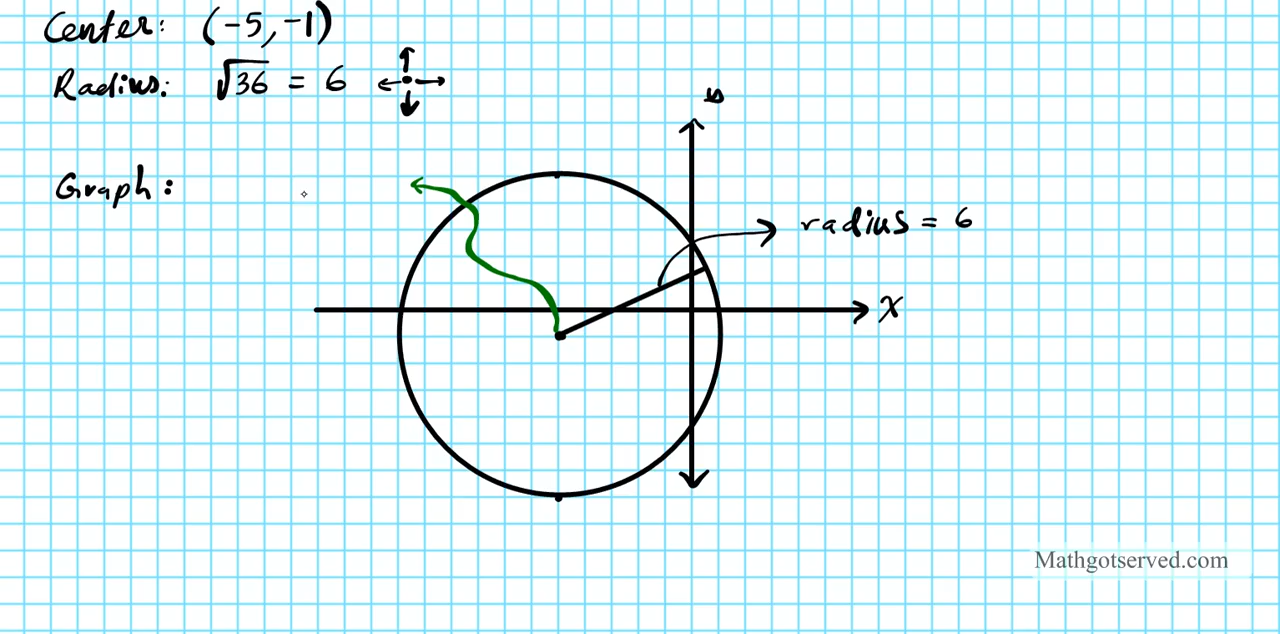 Center: (-5, -1)
Radius: √36 = 6
y
Graph:
radius = 6
x
Mathgotserved.com